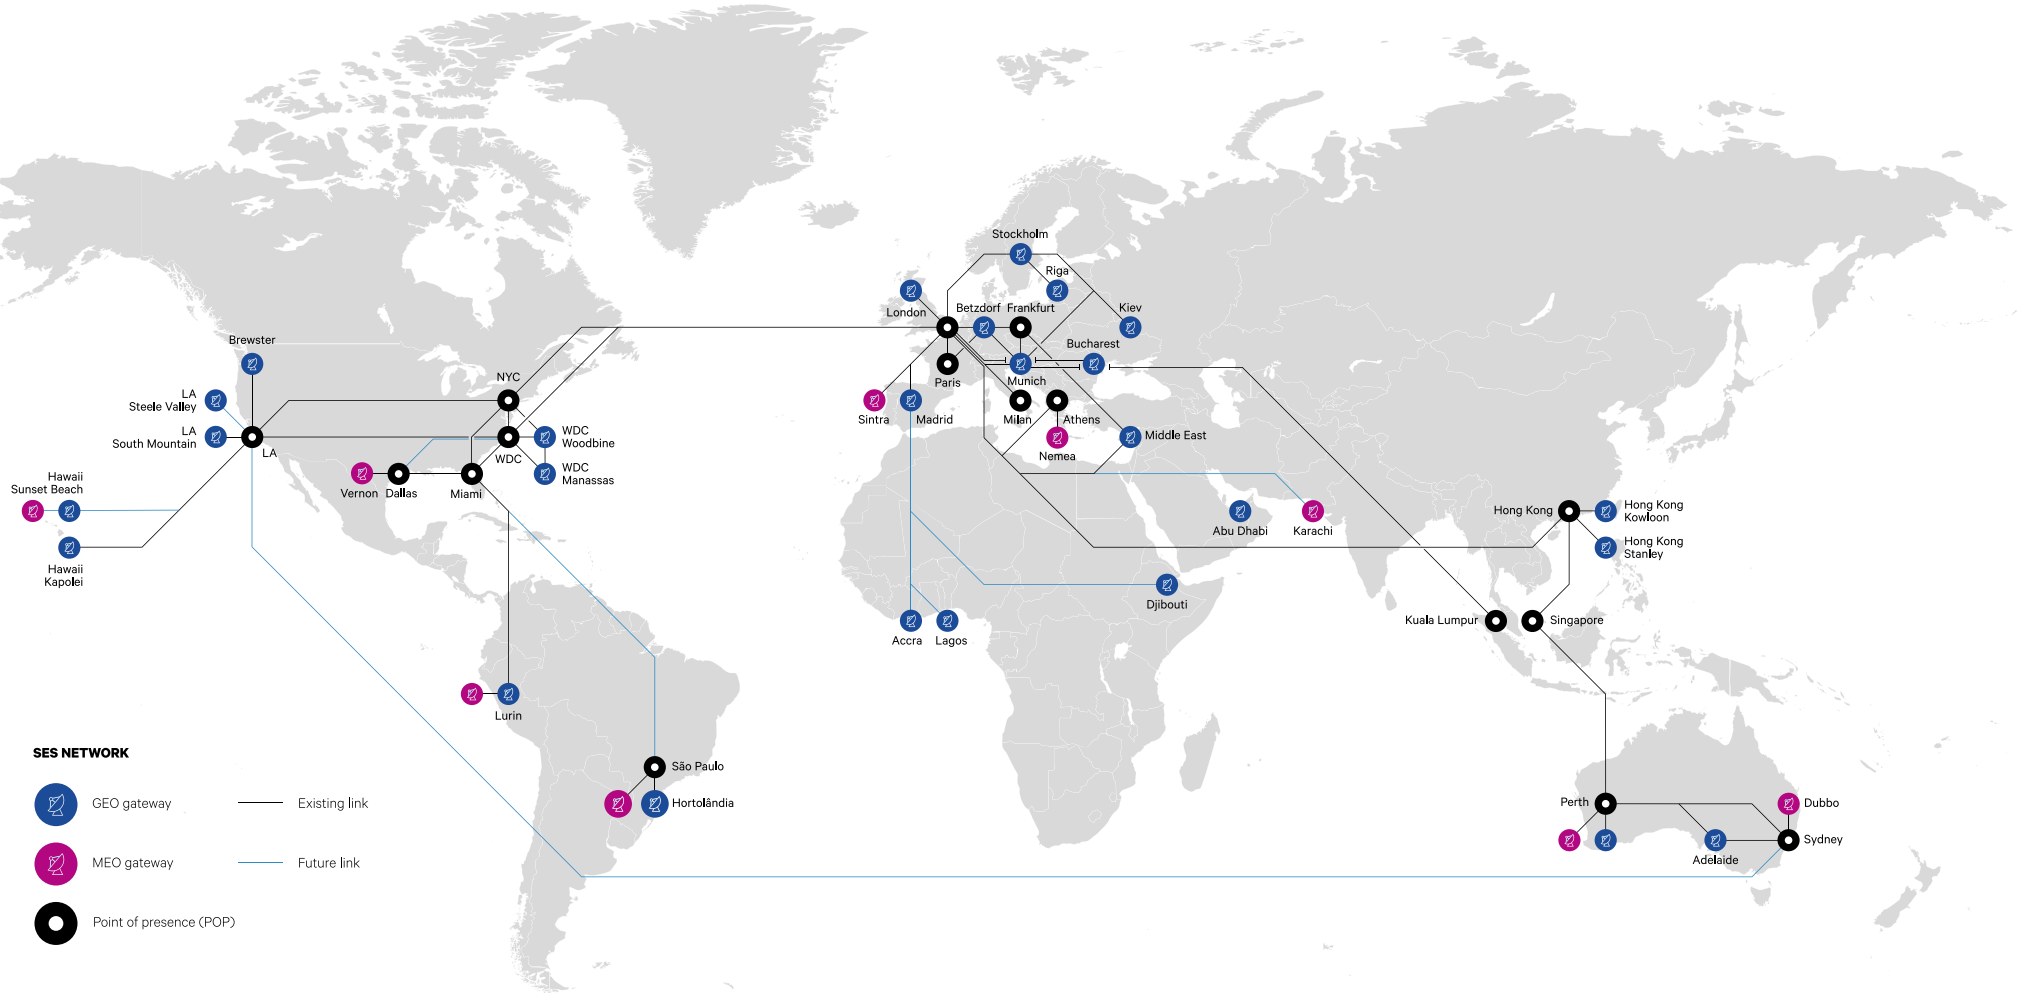 Stockholm
Riga
London
Betzdorf
Frankfurt
Kiev
Brewster
Bucharest
NYC
Paris
Munich
LA
Steele Valley
Sintra
Madrid
Milan
Athens
LA
South Mountain
WDC
Woodbine
Middle East
LA
WDC
Nemea
Hawaii
Sunset Beach
Vernon
Dallas
Miami
WDC
Manassas
Hong Kong
Hong Kong
Kowloon
Abu Dhabi
Karachi
Hong Kong
Stanley
Hawaii
Kapolei
Djibouti
Accra
Lagos
Kuala Lumpur
Singapore
Lurin
SES NETWORK
São Paulo
GEO gateway
Existing link
Hortolândia
Perth
Dubbo
Sydney
MEO gateway
Future link
Adelaide
Point of presence (POP)